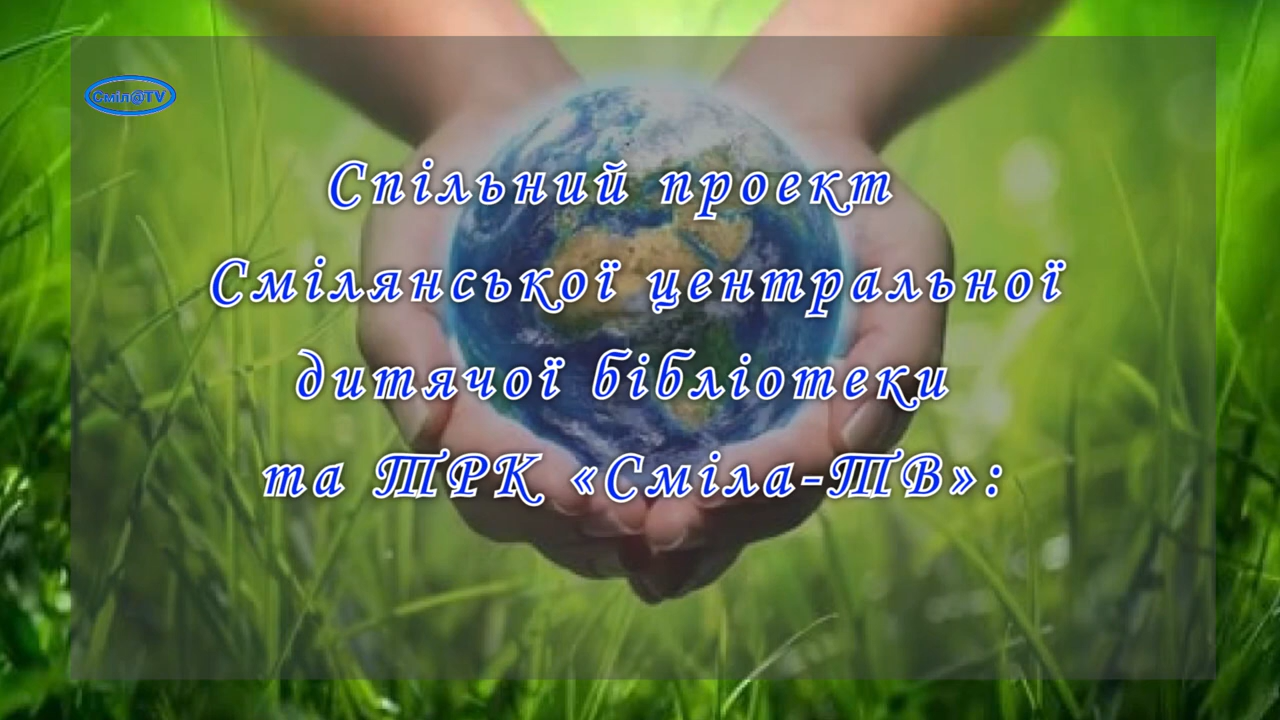 Сміл@TV
Спільний проект
Смілянської центральної
дитячої бібліотеки
та ТРК «Сміла-ТВ»: